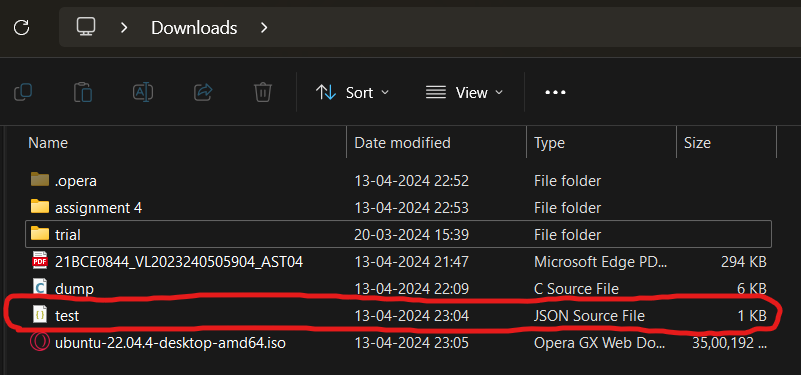 Downloads
Sort
View
Name Date modified Type Size
.opera 13-04-2024 22:52 File folder
assignment 4 13-04-2024 22:53 File folder
trial 20-03-2024 15:39 File folder
PDF 21BCE0844_VL2023240505904_AST04 13-04-2024 21:47 Microsoft Edge PD... 294 KB
C dump 13-04-2024 22:09 C Source File 6 KB
test 13-04-2024 23:04 JSON Source File 1 KB
ubuntu-22.04.4-desktop-amd64.iso 13-04-2024 23:05 Opera GX Web Do... 35,00,192 ...